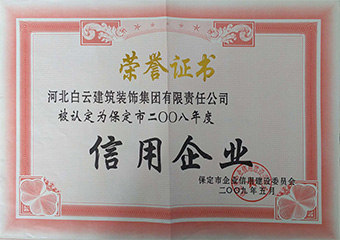 荣誉证书
河北白云建筑装饰集团有限责任公司
被认定为保定市二〇〇八年度
信用企业
保定市企业信用建设委员会
二〇〇九年五月